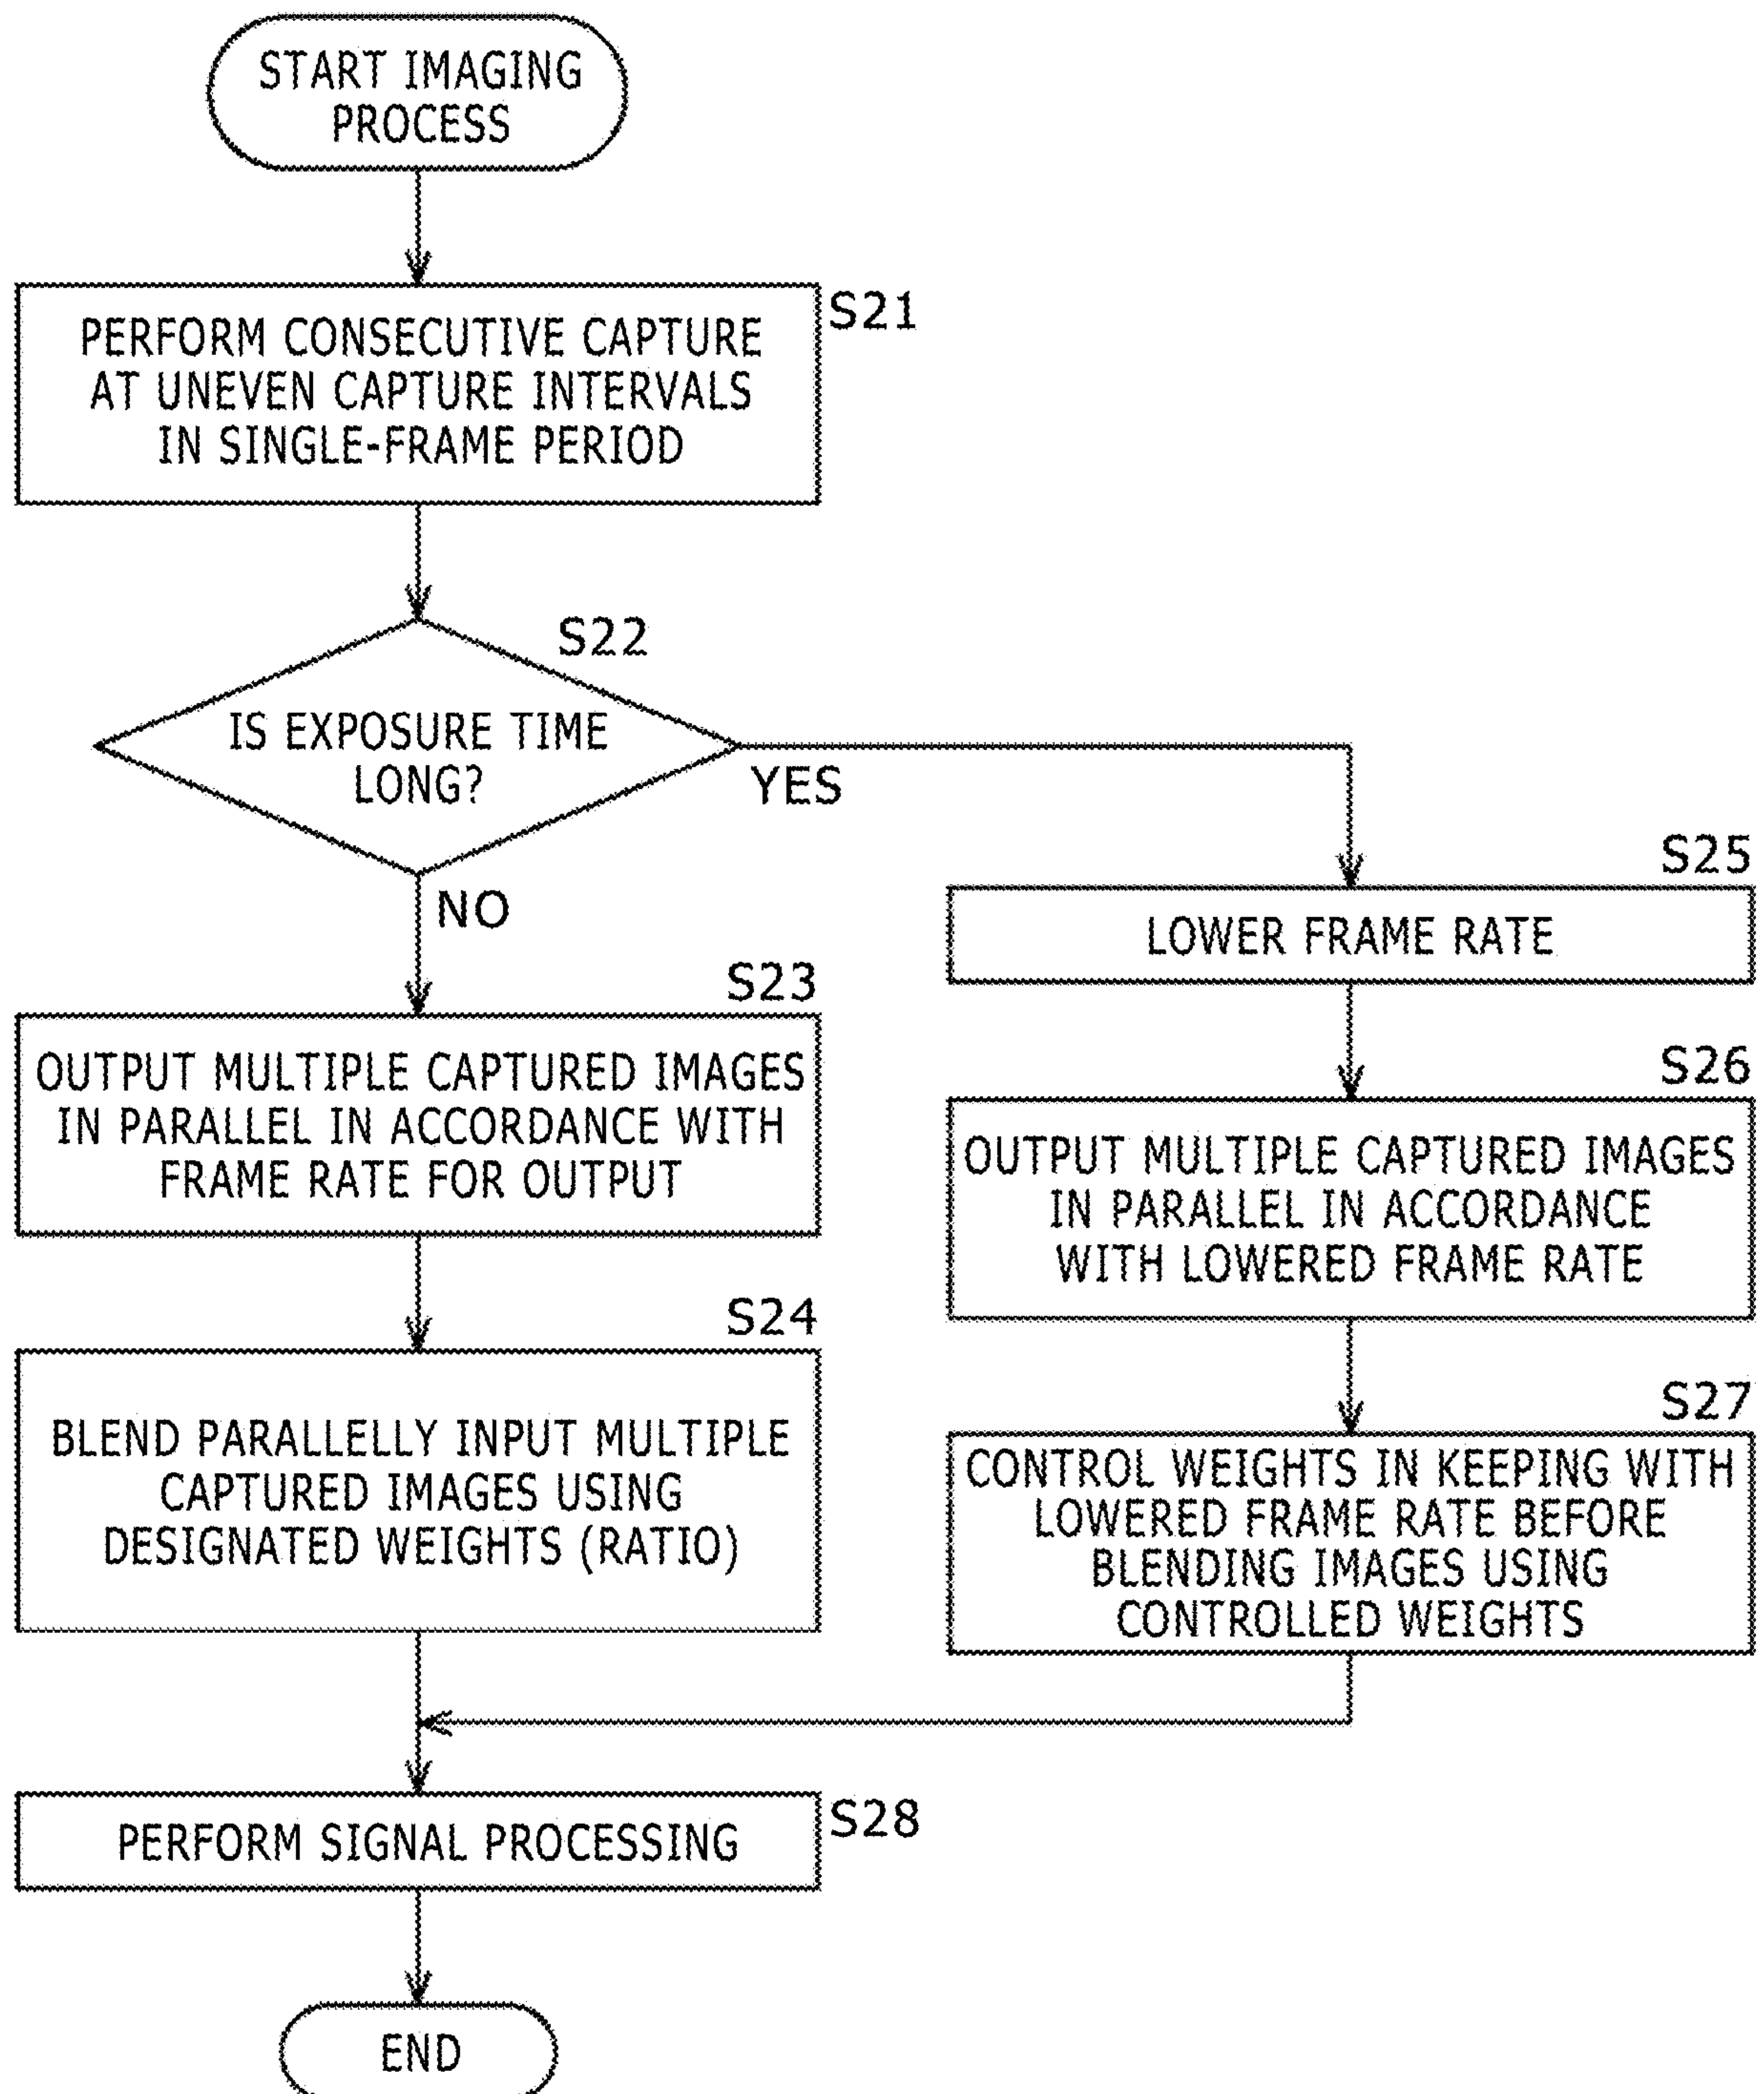 START IMAGING
PROCESS
S21
PERFORM CONSECUTIVE CAPTURE
AT UNEVEN CAPTURE INTERVALS
IN SINGLE-FRAME PERIOD
S22
IS EXPOSURE TIME
LONG?
YES
NO
S23
OUTPUT MULTIPLE CAPTURED IMAGES
IN PARALLEL IN ACCORDANCE WITH
FRAME RATE FOR OUTPUT
S24
BLEND PARALLELLY INPUT MULTIPLE
CAPTURED IMAGES USING
DESIGNATED WEIGHTS (RATIO)
S25
LOWER FRAME RATE
S26
OUTPUT MULTIPLE CAPTURED IMAGES
IN PARALLEL IN ACCORDANCE
WITH LOWERED FRAME RATE
S27
CONTROL WEIGHTS IN KEEPING WITH
LOWERED FRAME RATE BEFORE
BLENDING IMAGES USING
CONTROLLED WEIGHTS
S28
PERFORM SIGNAL PROCESSING
END